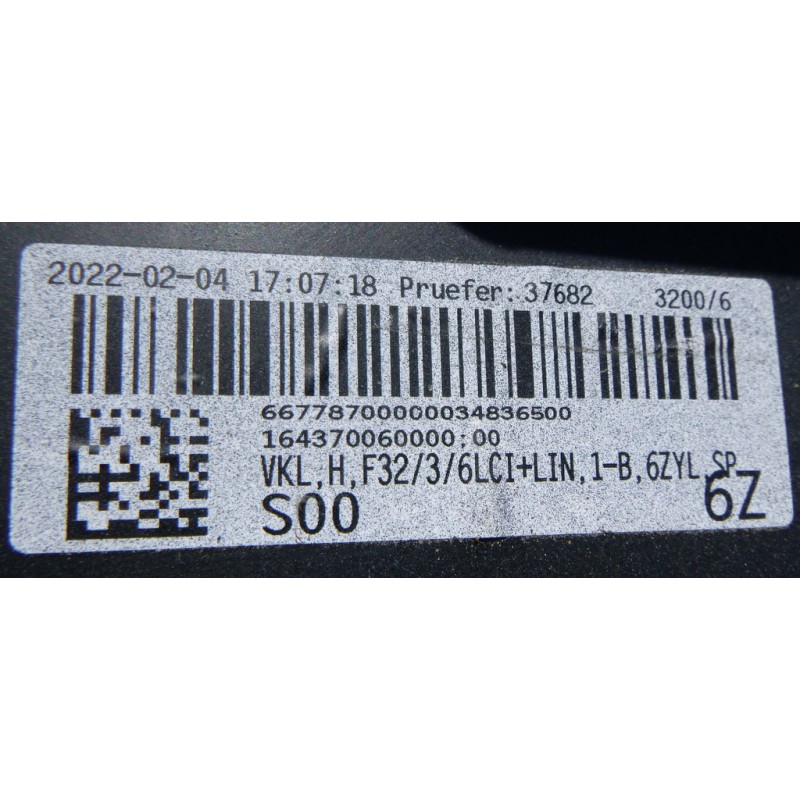 2022-02-04 17:07:18 Pruefer: 37682 3200/6
66778700000034836500
164370060000:00
VKL,H,F32/3/6LCI+LIN,1-B,6ZYL,SP
S00 6Z